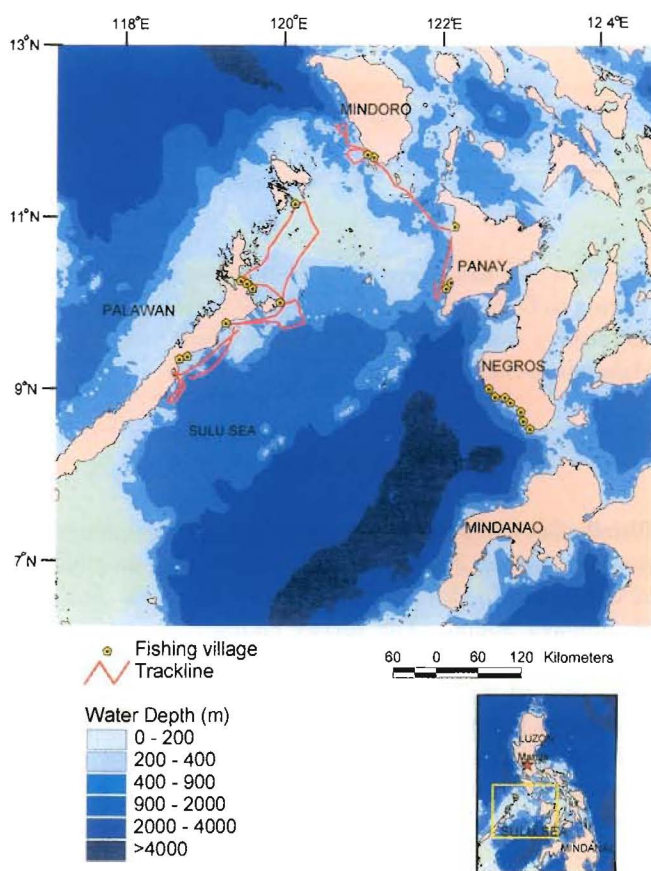 118°E 120°E 122°E 12 4°E
13°N
MINDORO
11°N
PANAY
PALAWAN
NEGROS
9°N
SULU SEA
MINDANAO
7°N
Fishing village
Trackline
60 0 60 120 Kilometers
Water Depth (m)
0 - 200
200 - 400
400 - 900
900 - 2000
2000 - 4000
>4000
LUZON
Manila
SULU SEA
MINDANAO